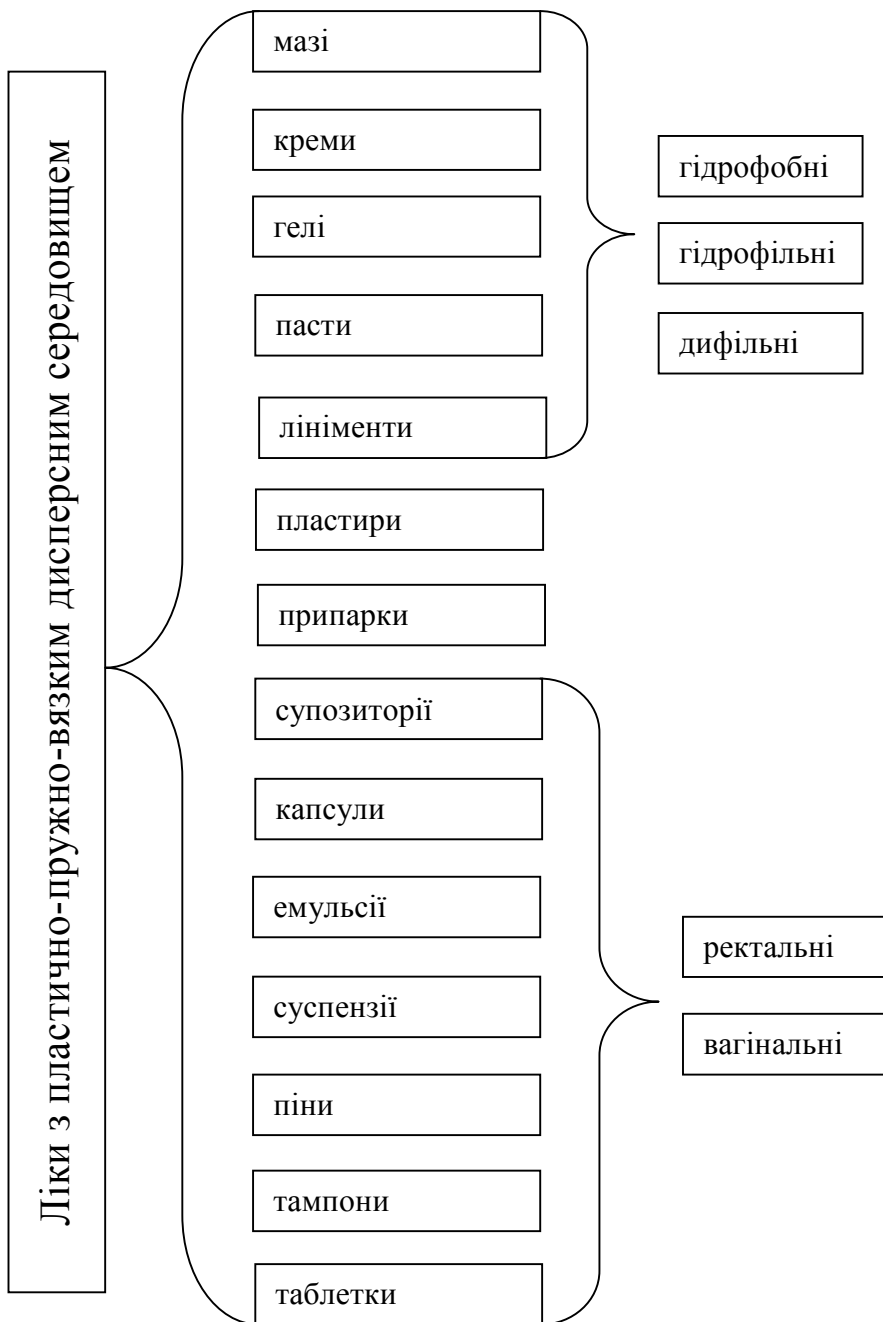 Ліки з пластично-пружно-вязким дисперсним середовищем
мазі
креми
гелі
пасти
лініменти
пластири
припарки
супозиторії
капсули
емульсії
суспензії
піни
тампони
таблетки
гідрофобні
гідрофільні
дифільні
ректальні
вагінальні